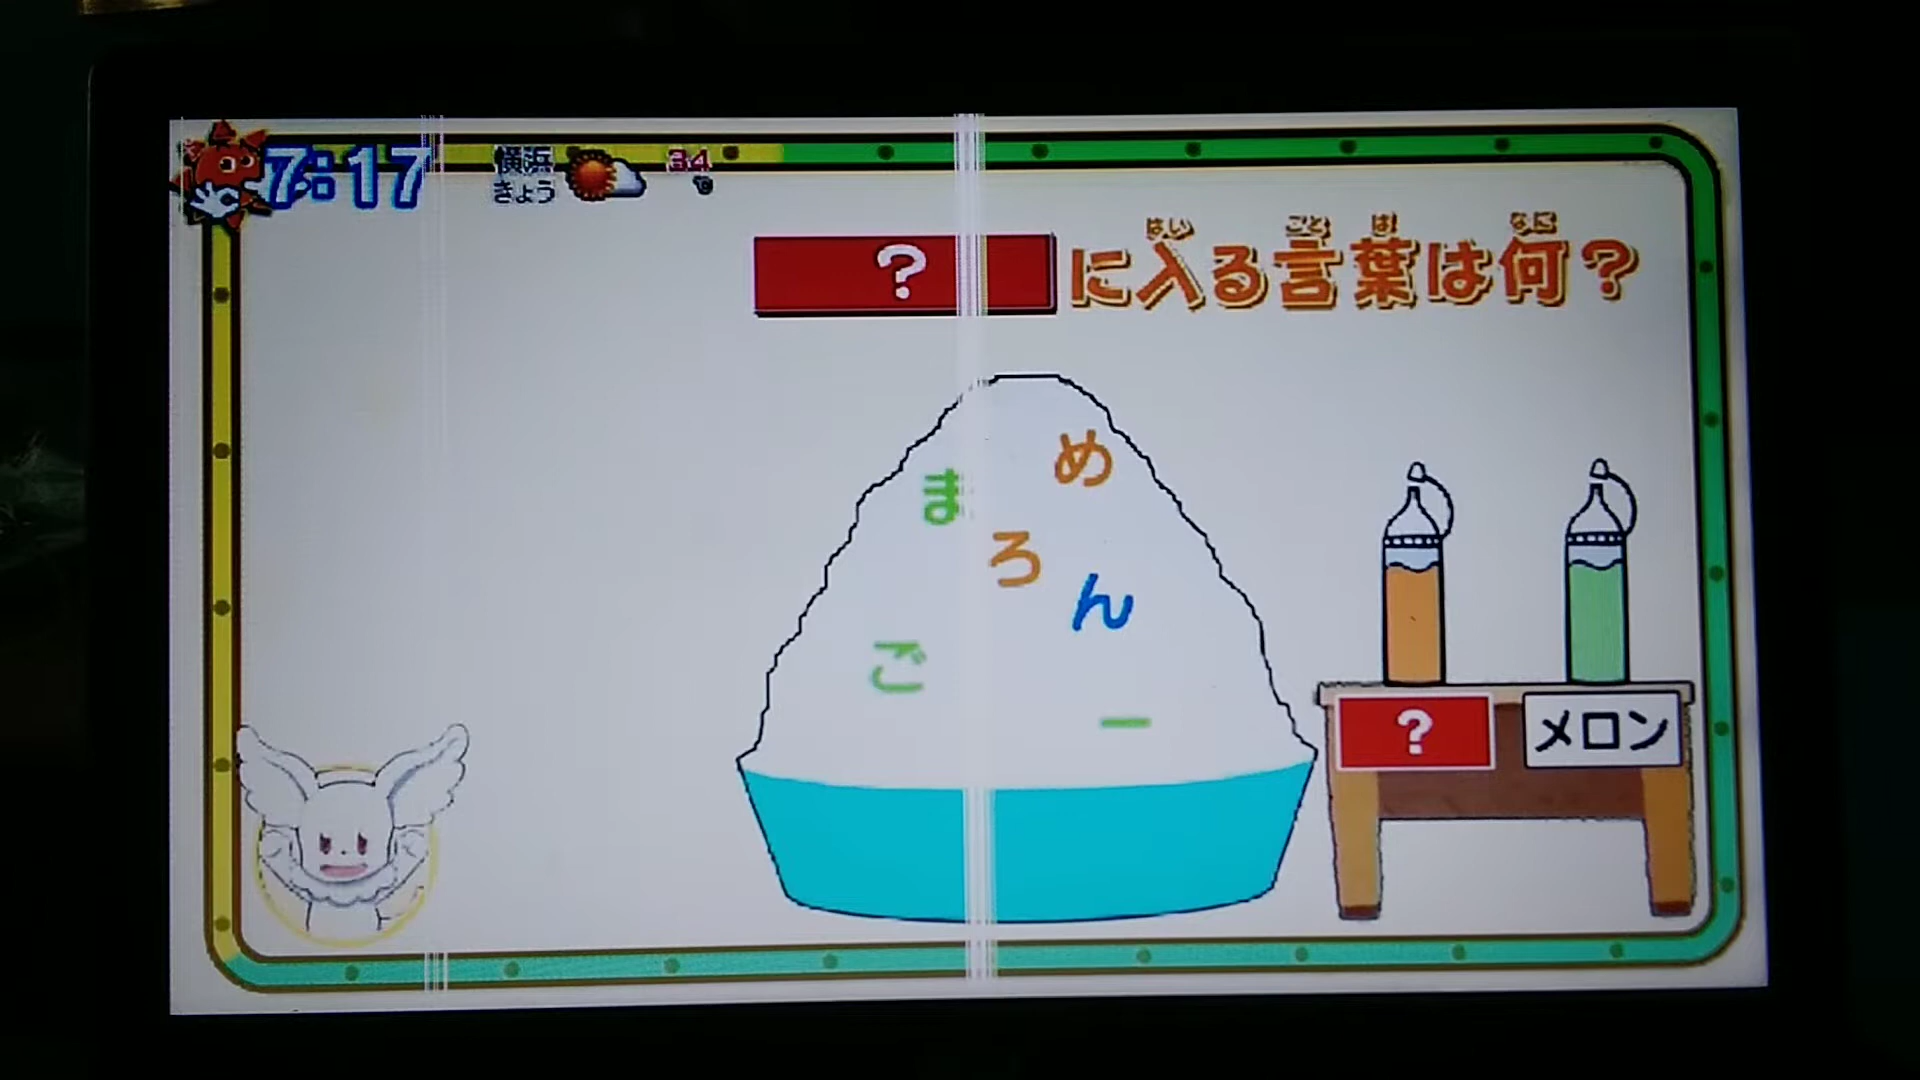 7:17
横浜
きょう
34
℃
はい こと ば なに
?に入る言葉は何?
め
ま
ろ
ん
ご
ー
?
メロン